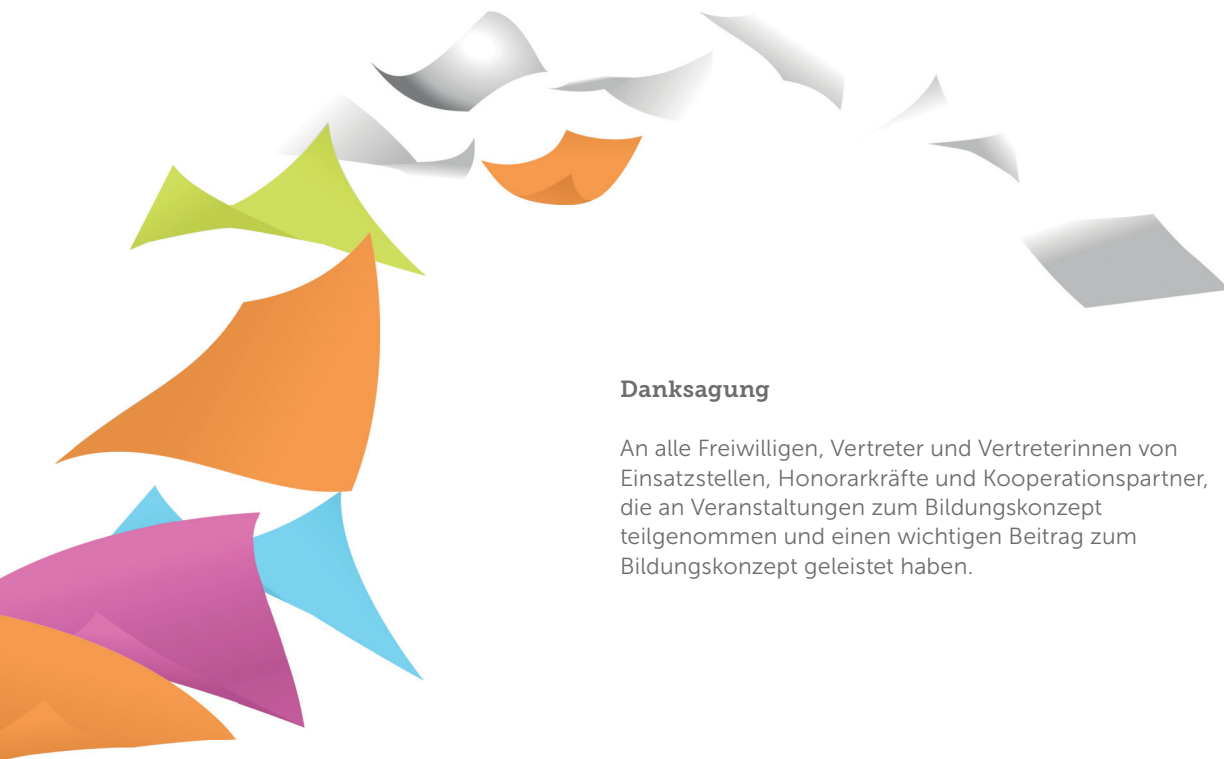 Danksagung
An alle Freiwilligen, Vertreter und Vertreterinnen von
Einsatzstellen, Honorarkräfte und Kooperationspartner,
die an Veranstaltungen zum Bildungskonzept
teilgenommen und einen wichtigen Beitrag zum
Bildungskonzept geleistet haben.